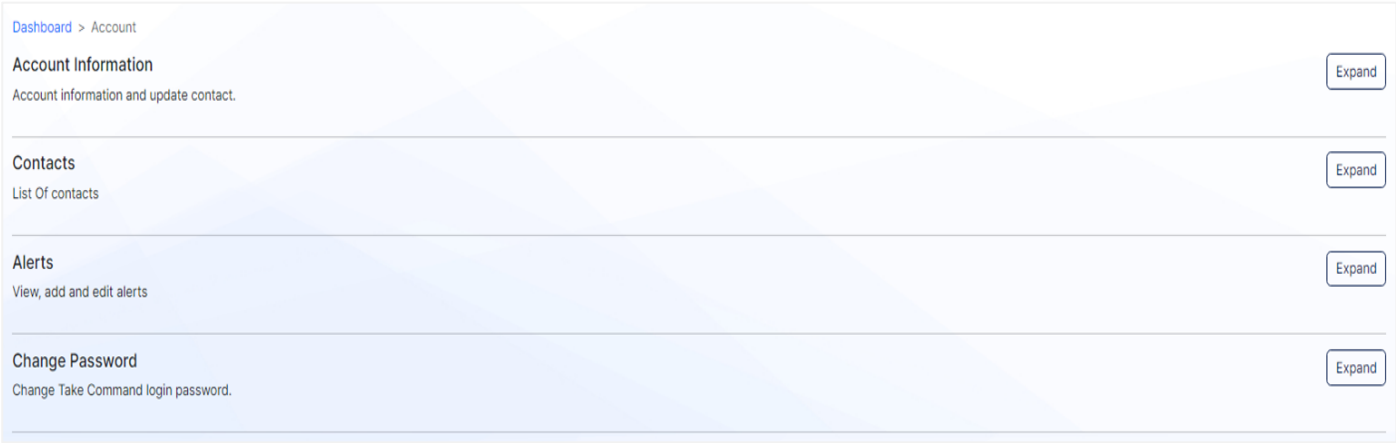 Dashboard > Account
Account Information
Expand
Account information and update contact.
Contacts
Expand
List Of contacts
Alerts
Expand
View, add and edit alerts
Change Password
Expand
Change Take Command login password.